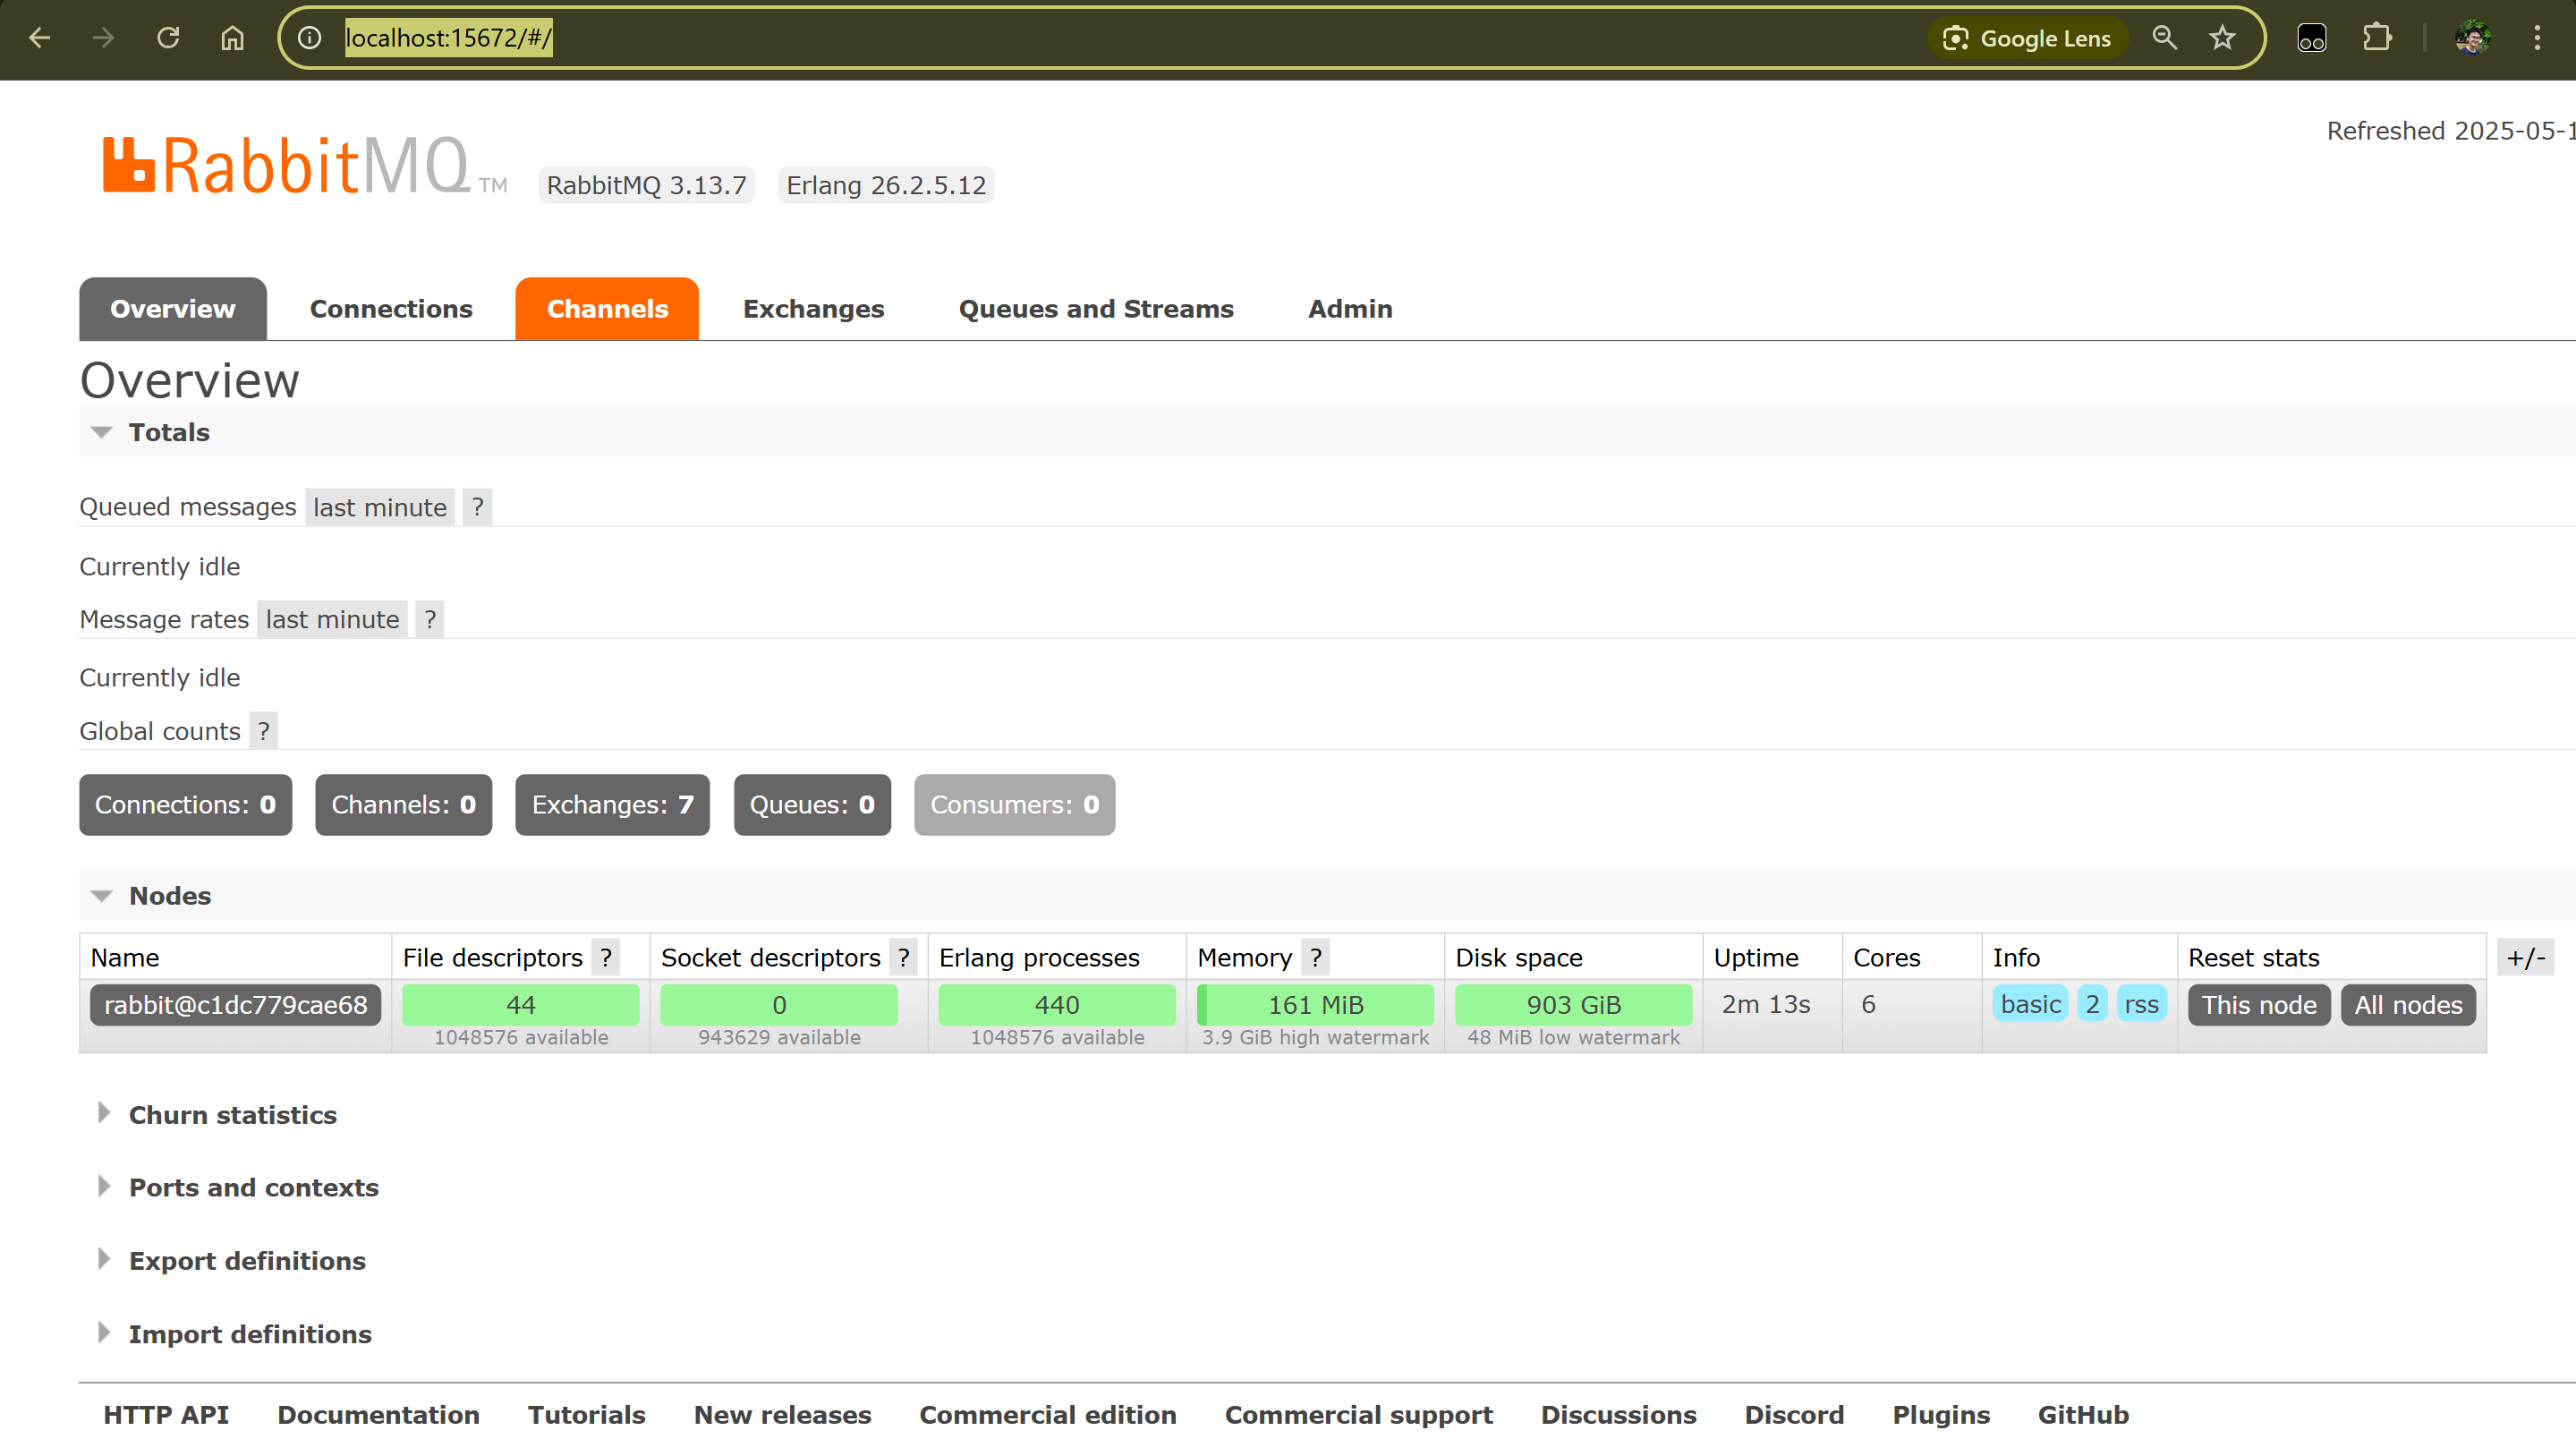 localhost:15672/#/
Google Lens
RabbitMQ TM RabbitMQ 3.13.7 Erlang 26.2.5.12
Refreshed 2025-05-1
Overview Connections Channels Exchanges Queues and Streams Admin
Overview
Totals
Queued messages last minute ?
Currently idle
Message rates last minute ?
Currently idle
Global counts ?
Connections: 0 Channels: 0 Exchanges: 7 Queues: 0 Consumers: 0
Nodes
Name File descriptors ? Socket descriptors ? Erlang processes Memory ? Disk space Uptime Cores Info Reset stats +/-
rabbit@c1dc779cae68 44 0 440 161 MiB 903 GiB 2m 13s 6 basic 2 rss This node All nodes
1048576 available 943629 available 1048576 available 3.9 GiB high watermark 48 MiB low watermark
Churn statistics
Ports and contexts
Export definitions
Import definitions
HTTP API Documentation Tutorials New releases Commercial edition Commercial support Discussions Discord Plugins GitHub